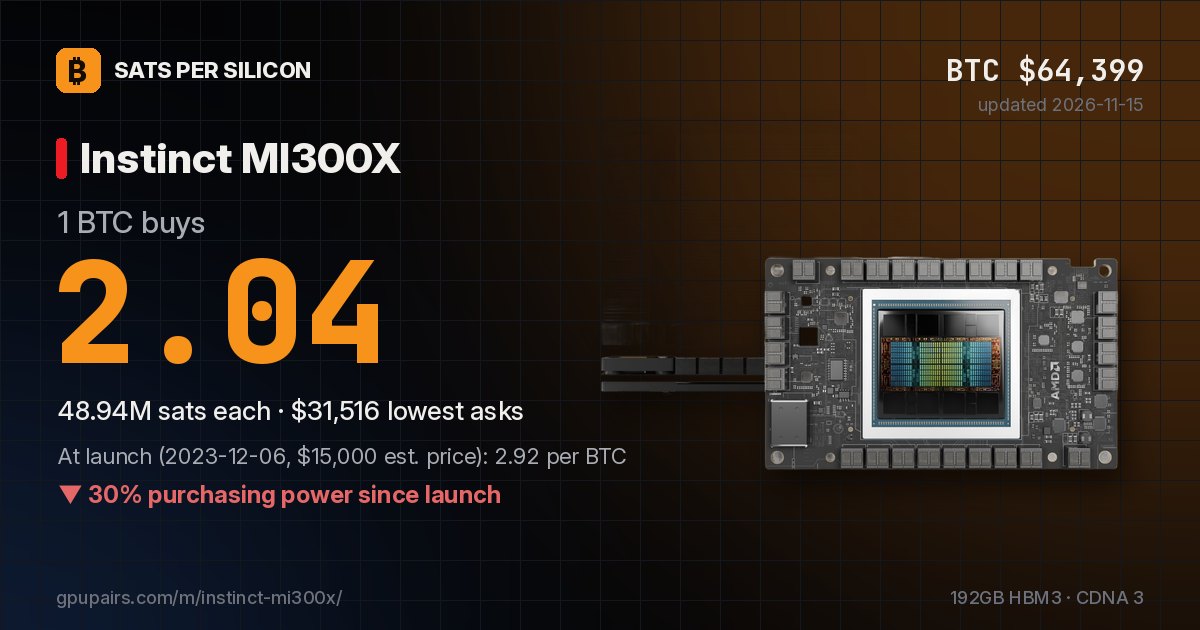 SATS PER SILICON
BTC $64,399
updated 2026-11-15
Instinct MI300X
1 BTC buys
2.04
48.94M sats each · $31,516 lowest asks
At launch (2023-12-06, $15,000 est. price): 2.92 per BTC
▼ 30% purchasing power since launch
AMD
gpupairs.com/m/instinct-mi300x/
192GB HBM3 · CDNA 3